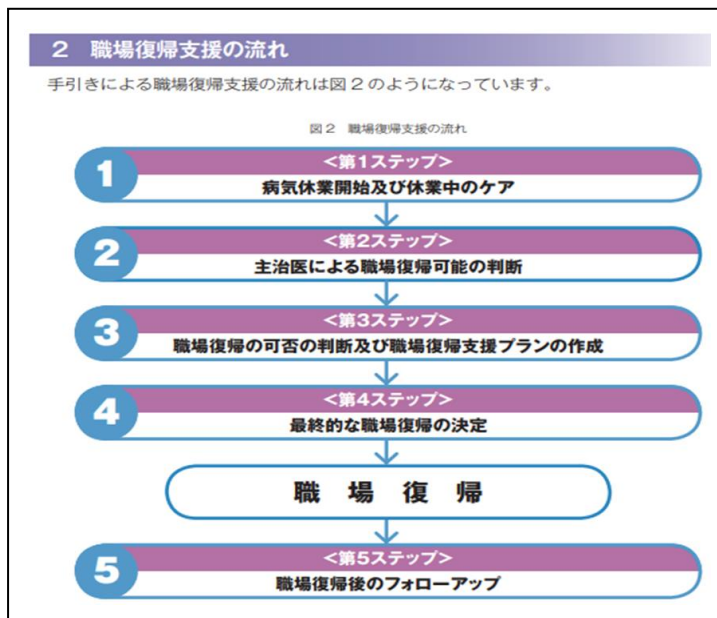 2 職場復帰支援の流れ
手引きによる職場復帰支援の流れは図2のようになっています。
図2 職場復帰支援の流れ
1
<第1ステップ>
病気休業開始及び休業中のケア
2
<第2ステップ>
主治医による職場復帰可能の判断
3
<第3ステップ>
職場復帰の可否の判断及び職場復帰支援プランの作成
4
<第4ステップ>
最終的な職場復帰の決定
職場復帰
5
<第5ステップ>
職場復帰後のフォローアップ